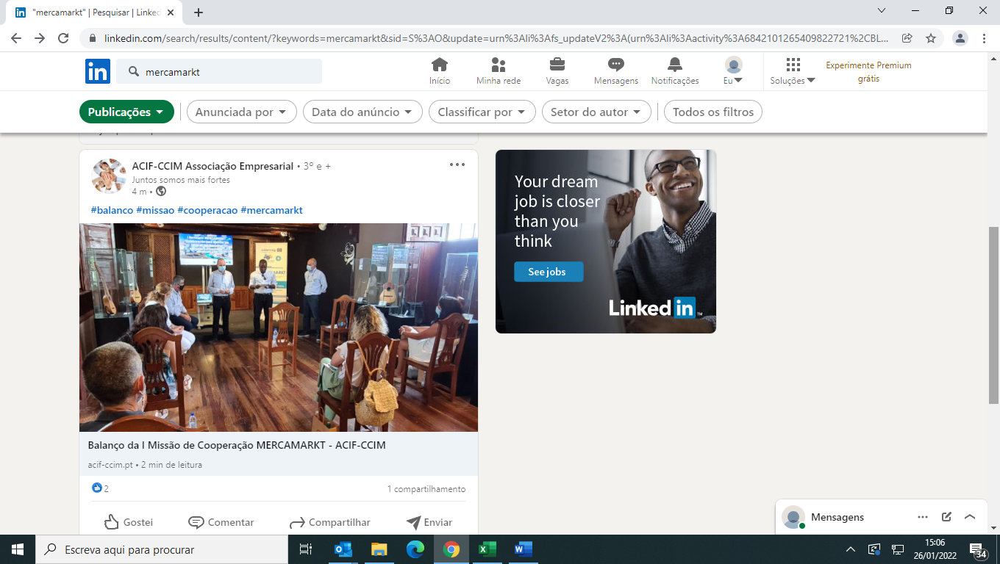 "mercamarkt" | Pesquisar | Linked
linkedin.com/search/results/content/?keywords=mercamarkt&sid=S%3AO&update=urn%3Ali%3Afs_updateV2%3A(urn%3Ali%3Aactivity%3A6842101265409822721%2CBL...
in
mercamarkt
Início
Minha rede
Vagas
Mensagens
Notificações
Eu
Soluções
Experimente Premium
grátis
Publicações
Anunciada por
Data do anúncio
Classificar por
Setor do autor
Todos os filtros
ACIF-CCIM Associação Empresarial • 3º e +
Juntos somos mais fortes
4 m •
#balanco #missao #cooperacao #mercamarkt
Balanço da I Missão de Cooperação MERCAMARKT - ACIF-CCIM
acif-ccim.pt • 2 min de leitura
2
1 compartilhamento
Gostei
Comentar
Compartilhar
Enviar
Your dream
job is closer
than you
think
See jobs
Linked in ™
Mensagens
Escreva aqui para procurar
15:06
26/01/2022
34